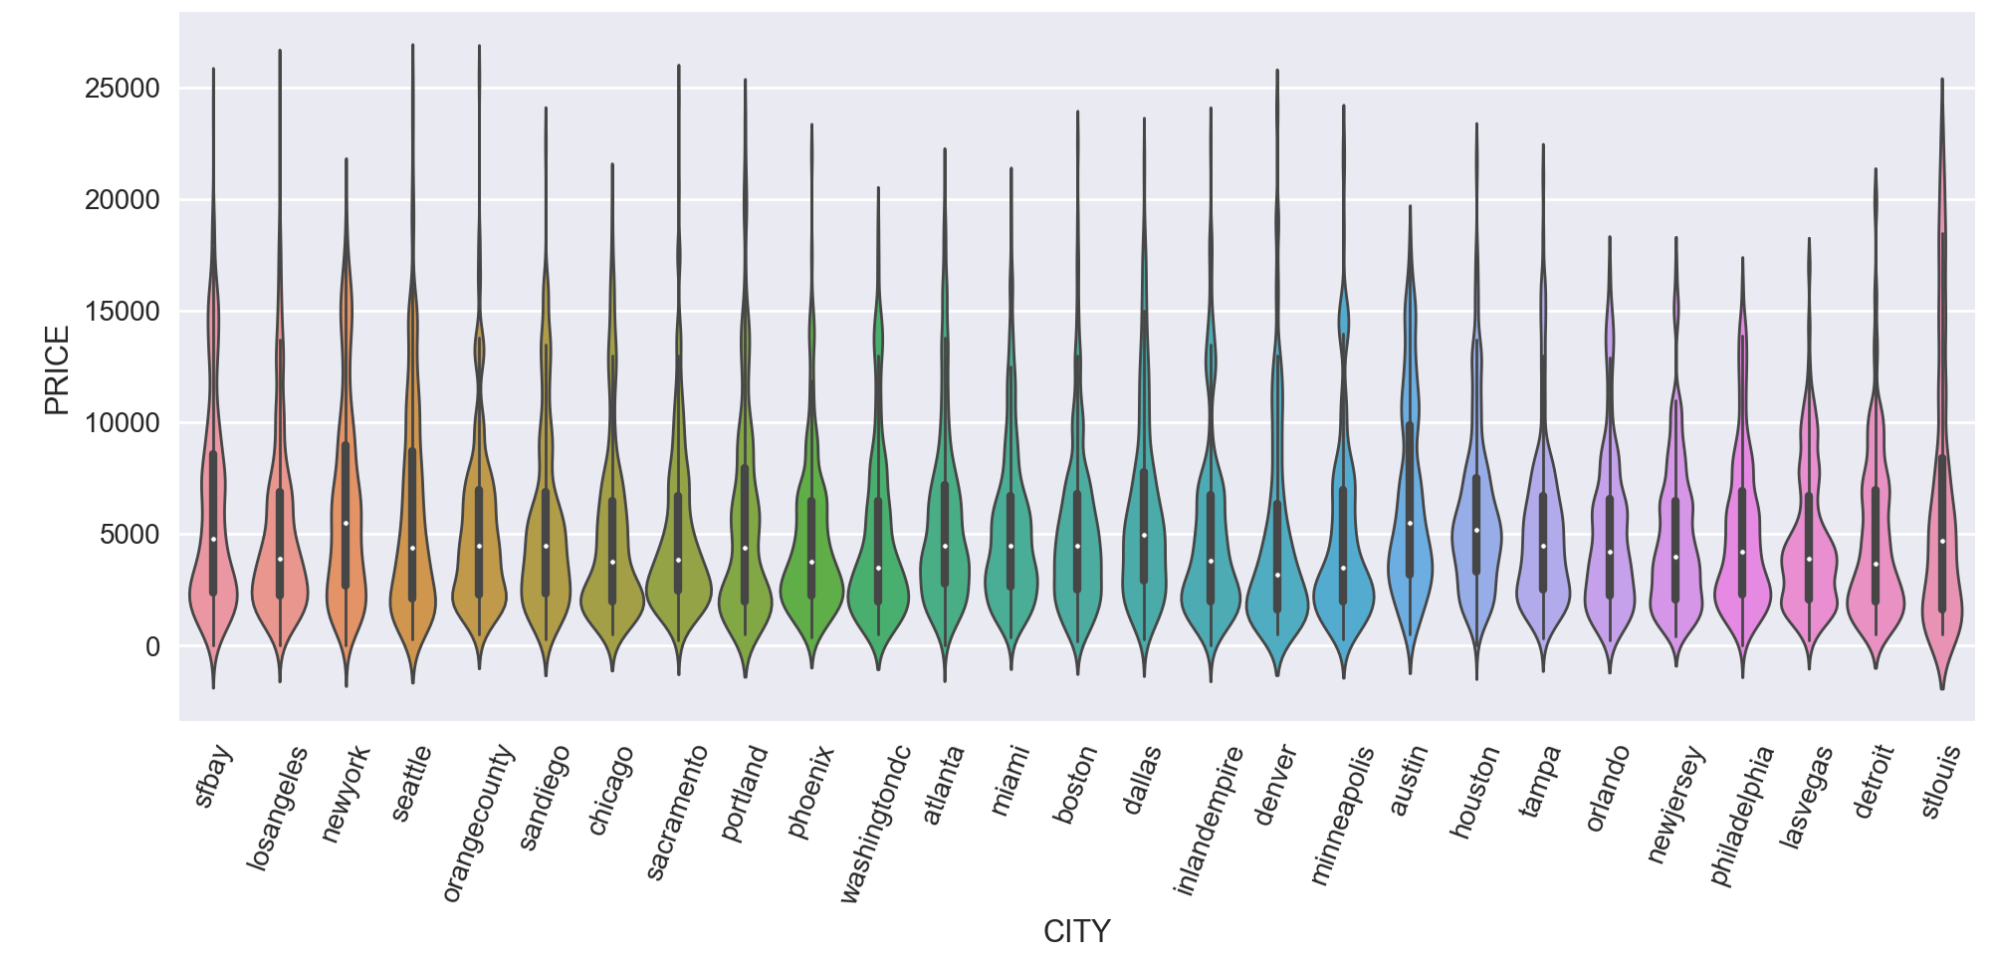 PRICE
25000
20000
15000
10000
5000
0
sfbay
losangeles
newyork
seattle
orangecounty
sandiego
chicago
sacramento
portland
phoenix
washingtondc
atlanta
miami
boston
dallas
inlandempire
denver
minneapolis
austin
houston
tampa
orlando
newjersey
philadelphia
lasvegas
detroit
stlouis
CITY